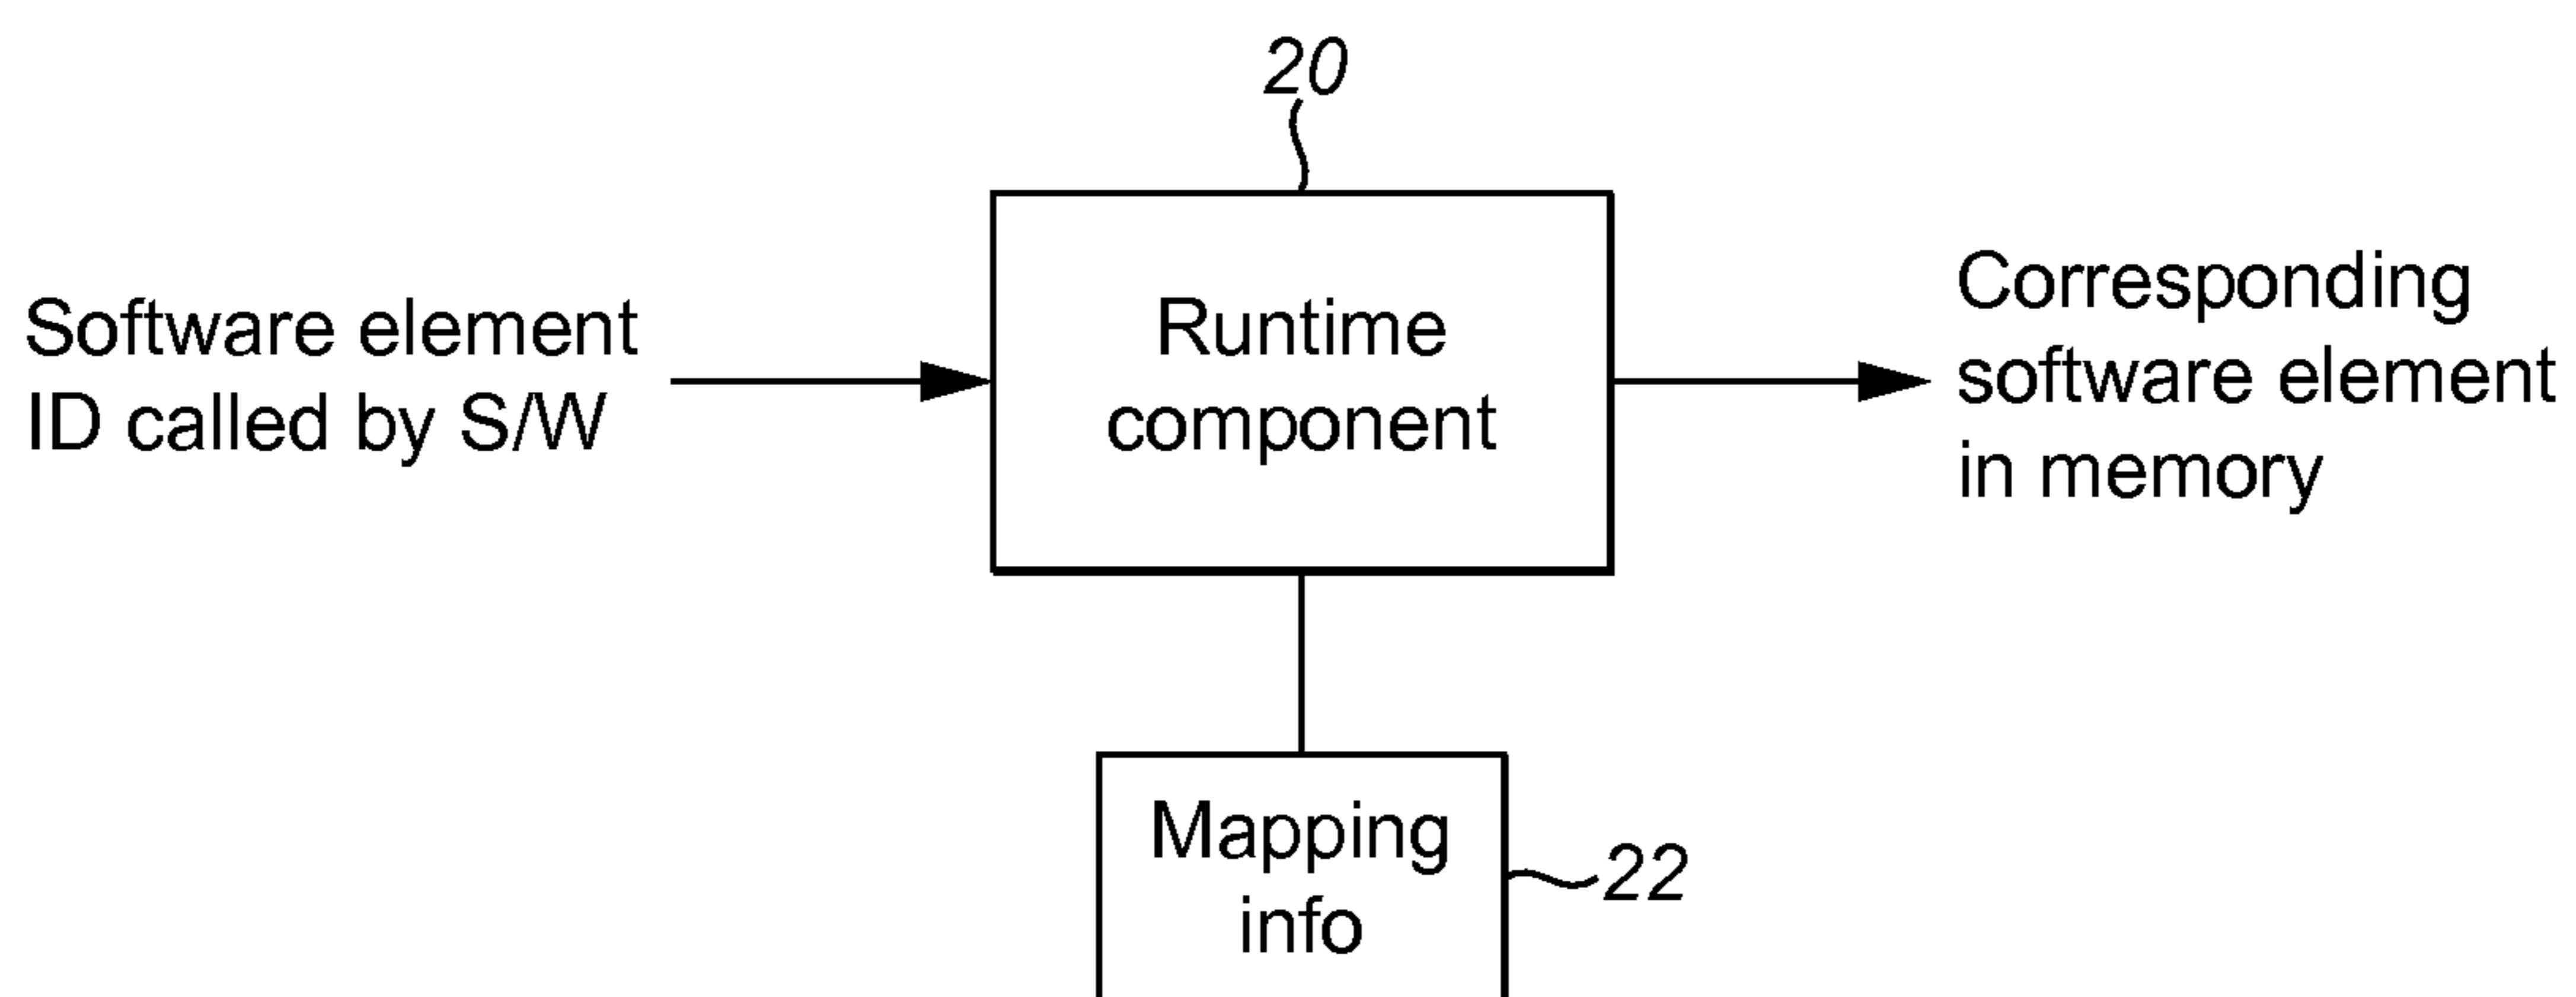 20
Software element
ID called by S/W
Runtime
component
Corresponding
software element
in memory
Mapping
info
22